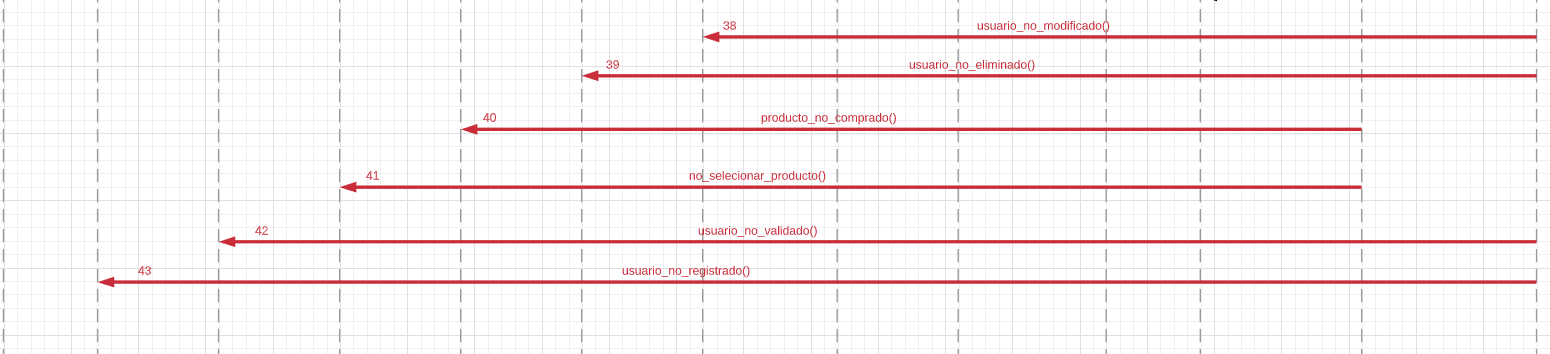 38 usuario_no_modificado()
39 usuario_no_eliminado()
40 producto_no_comprado()
41 no_selecionar_producto()
42 usuario_no_validado()
43 usuario_no_registrado()